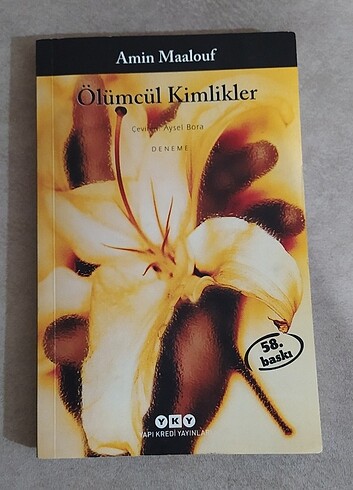 Amin Maalouf
Ölümcül Kimlikler
Çeviren: Aysel Bora
DENEME
58.
baskı
YKY
YAPI KREDİ YAYINLARI